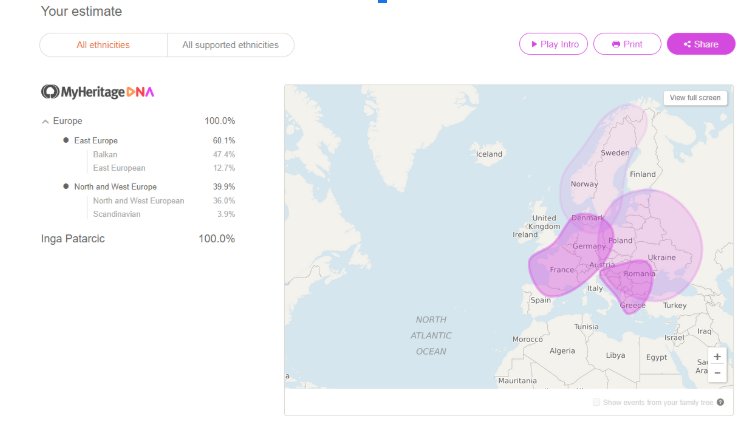 Your estimate
All ethnicities
All supported ethnicities
Play Intro
Print
Share
MyHeritage DNA
Europe 100.0%
East Europe 60.1%
Balkan 47.4%
East European 12.7%
North and West Europe 39.9%
North and West European 36.0%
Scandinavian 3.9%
Inga Patarcic 100.0%
View full screen
Iceland
Sweden
Finland
Norway
United
Kingdom
Denmark
Ireland
Poland
Germany
Ukraine
Austria
France
Romania
Italy
Spain
Greece
Turkey
NORTH
ATLANTIC
OCEAN
Tunisia
Morocco
Israel
Iraq
Algeria
Libya
Egypt
Mauritania
+
−
Show events from your family tree
?